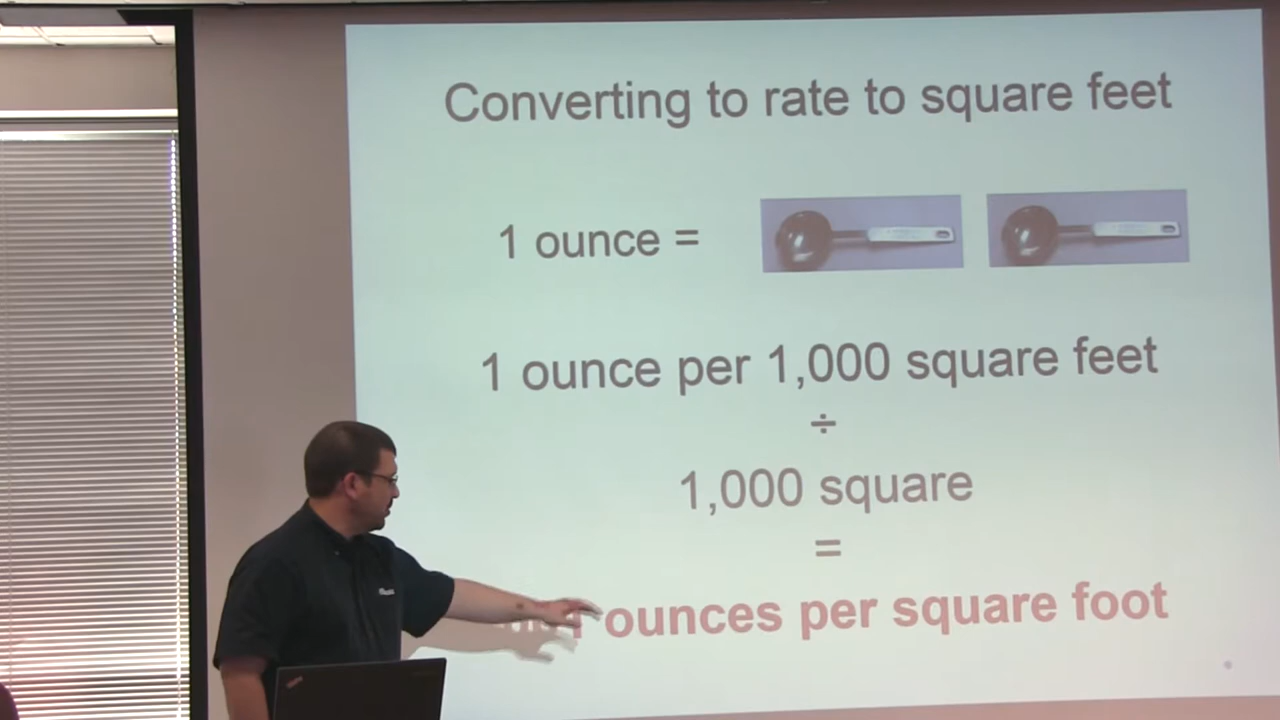 Converting to rate to square feet
1 ounce =
1 ounce per 1,000 square feet
÷
1,000 square
=
ounces per square foot